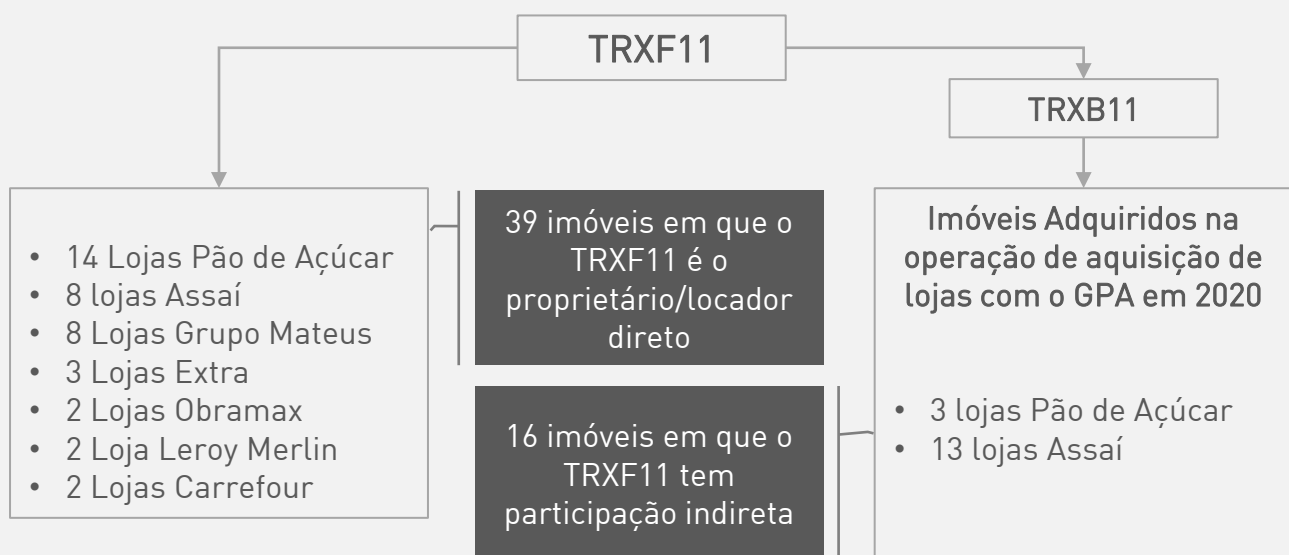 TRXF11
TRXB11
• 14 Lojas Pão de Açúcar
• 8 lojas Assaí
• 8 Lojas Grupo Mateus
• 3 Lojas Extra
• 2 Lojas Obramax
• 2 Loja Leroy Merlin
• 2 Lojas Carrefour
39 imóveis em que o
TRXF11 é o
proprietário/locador
direto
16 imóveis em que o
TRXF11 tem
participação indireta
Imóveis Adquiridos na
operação de aquisição de
lojas com o GPA em 2020
• 3 lojas Pão de Açúcar
• 13 lojas Assaí